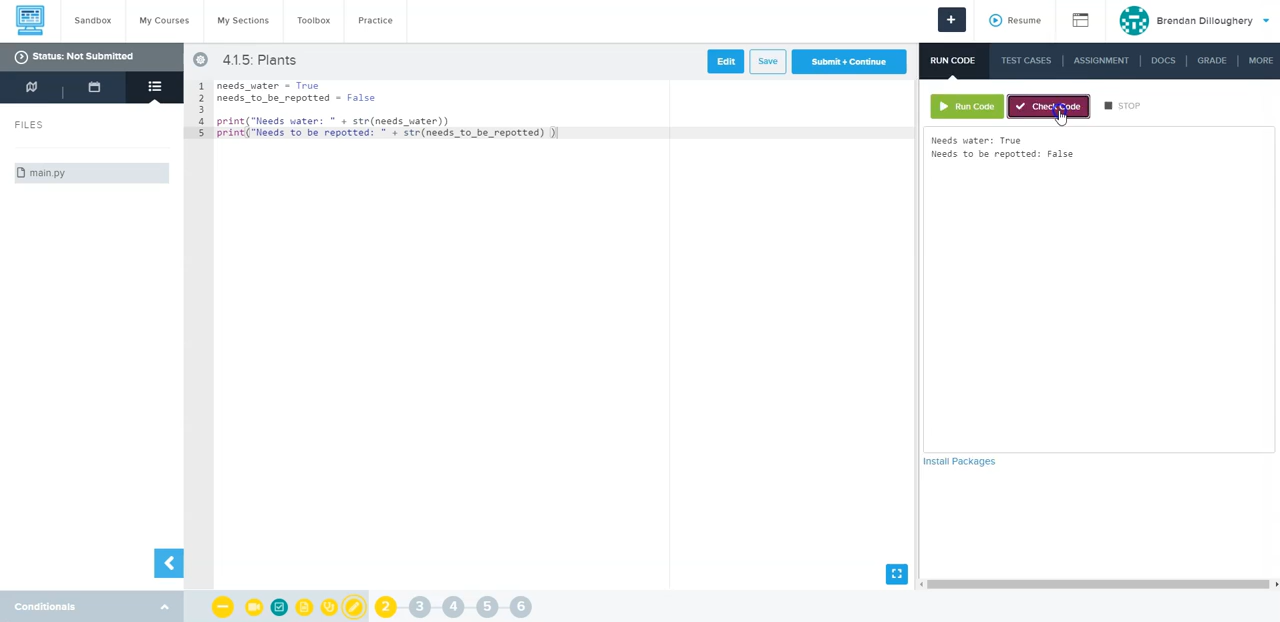 Sandbox
My Courses
My Sections
Toolbox
Practice
+
Resume
Brendan Dilloughery
Status: Not Submitted
4.1.5: Plants
Edit
Save
Submit + Continue
RUN CODE
TEST CASES
ASSIGNMENT
DOCS
GRADE
MORE
FILES
main.py
1 needs_water = True
2 needs_to_be_repotted = False
3
4 print("Needs water: " + str(needs_water))
5 print("Needs to be repotted: " + str(needs_to_be_repotted) )
Run Code
Check Code
STOP
Needs water: True
Needs to be repotted: False
Install Packages
Conditionals
2
3
4
5
6